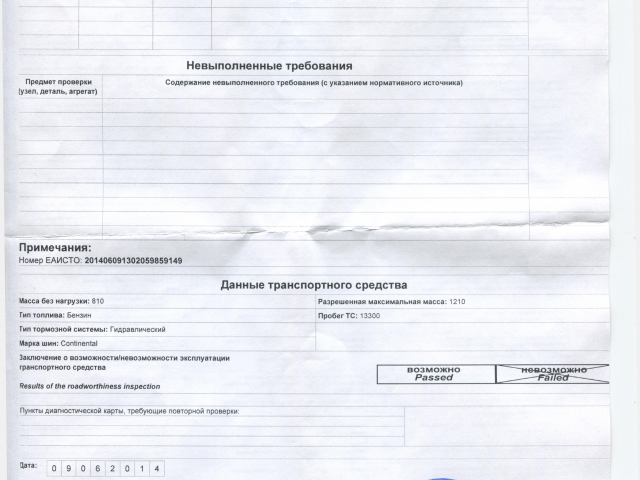 Невыполненные требования
Предмет проверки
(узел, деталь, агрегат)
Содержание невыполненного требования (с указанием нормативного источника)
Примечания:
Номер ЕАИСТО: 201406091302059859149
Данные транспортного средства
Масса без нагрузки: 810
Разрешенная максимальная масса: 1210
Тип топлива: Бензин
Пробег ТС: 13300
Тип тормозной системы: Гидравлический
Марка шин: Continental
Заключение о возможности/невозможности эксплуатации
транспортного средства
Results of the roadworthiness inspection
возможно
Passed
невозможно
Failed
Пункты диагностической карты, требующие повторной проверки:
Дата: 0 9 0 6 2 0 1 4